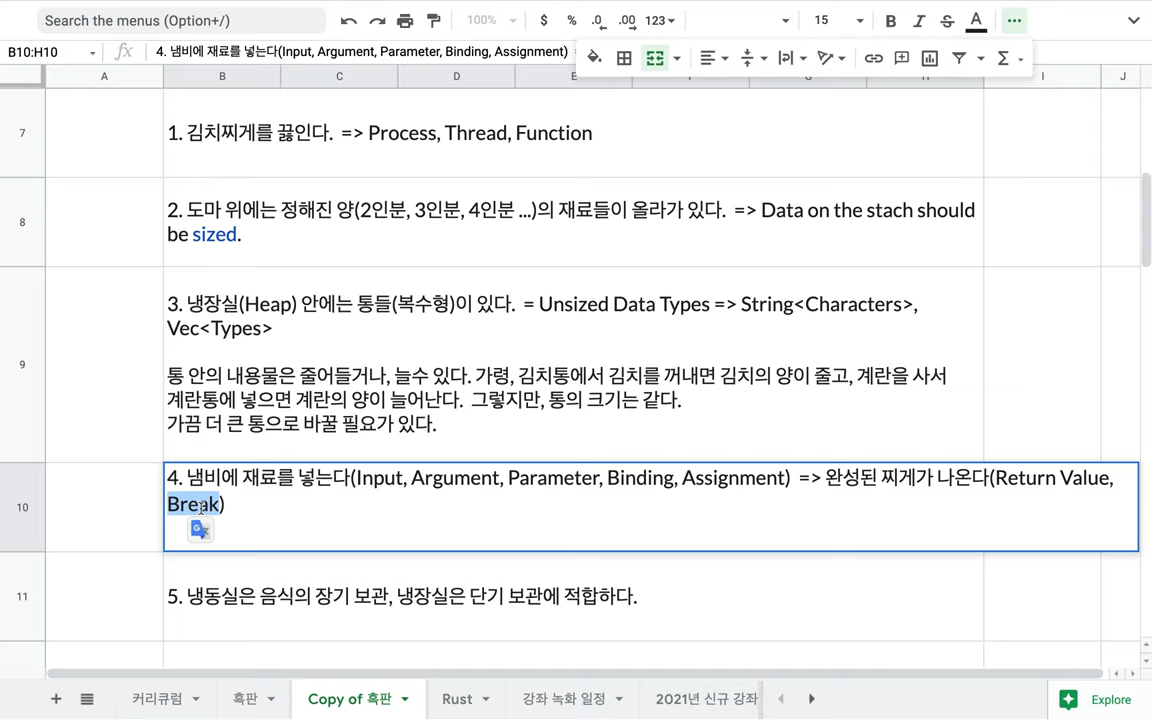 Search the menus (Option+/)
100%
$ % .0 .00 123
15
B I S A
B10:H10
fx
4. 냄비에 재료를 넣는다(Input, Argument, Parameter, Binding, Assignment)
A B C D E I J
7
1. 김치찌게를 끓인다. => Process, Thread, Function
8
2. 도마 위에는 정해진 양(2인분, 3인분, 4인분 ...)의 재료들이 올라가 있다. => Data on the stach should
be sized.
9
3. 냉장실(Heap) 안에는 통들(복수형)이 있다. = Unsized Data Types => String<Characters>,
Vec<Types>
통 안의 내용물은 줄어들거나, 늘수 있다. 가령, 김치통에서 김치를 꺼내면 김치의 양이 줄고, 계란을 사서
계란통에 넣으면 계란의 양이 늘어난다. 그렇지만, 통의 크기는 같다.
가끔 더 큰 통으로 바꿀 필요가 있다.
10
4. 냄비에 재료를 넣는다(Input, Argument, Parameter, Binding, Assignment) => 완성된 찌게가 나온다(Return Value,
Break)
11
5. 냉동실은 음식의 장기 보관, 냉장실은 단기 보관에 적합하다.
커리큘럼 흑판 Copy of 흑판 Rust 강좌 녹화 일정 2021년 신규 강좌
Explore